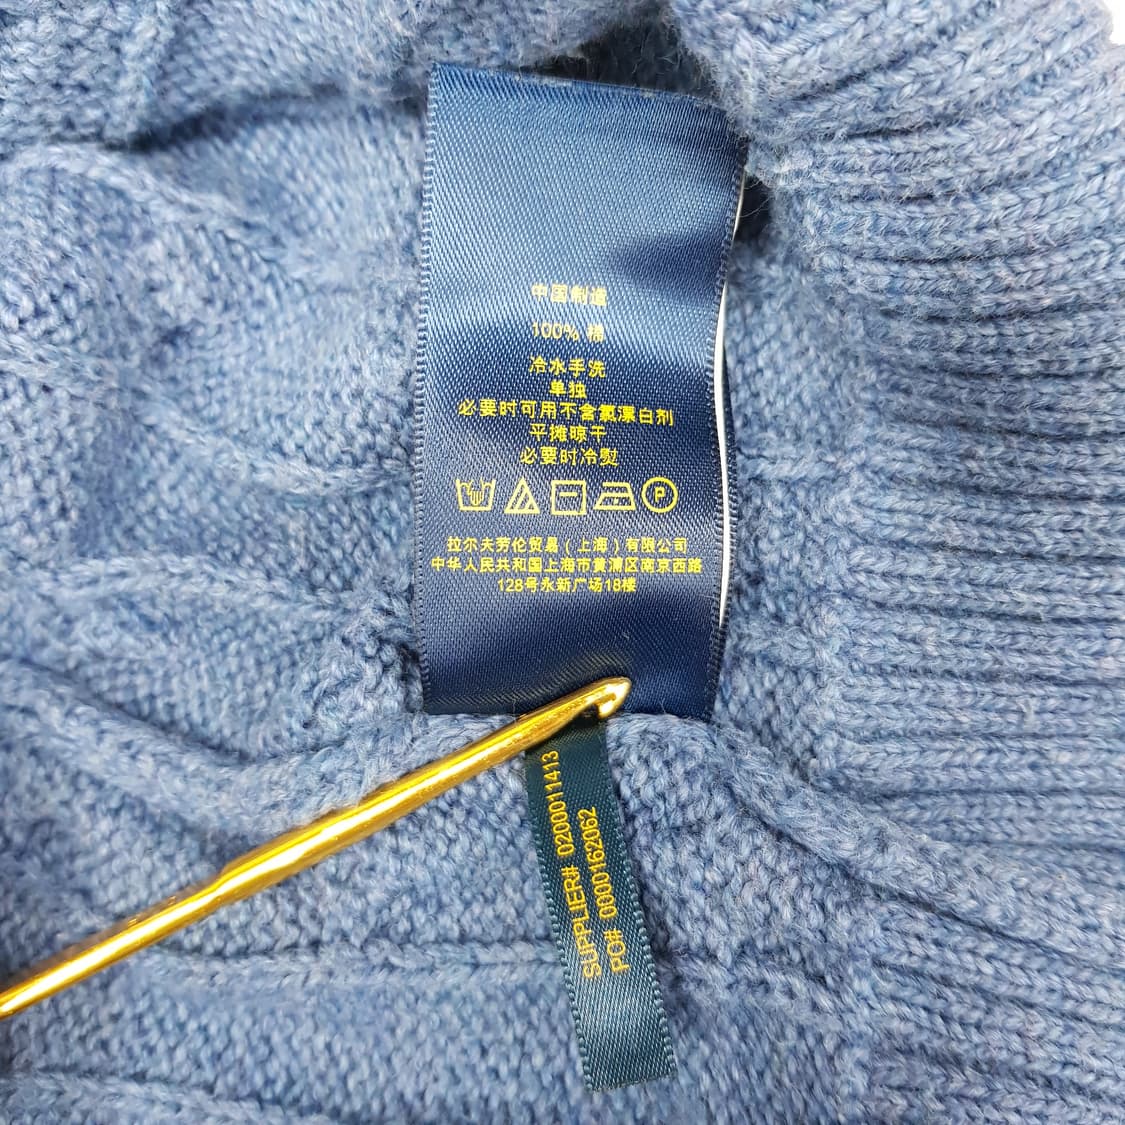 中国制造
100% 棉
冷水手洗
单独
必要时可用不含氯漂白剂
平摊晾干
必要时冷熨
P
拉尔夫劳伦贸易（上海）有限公司
中华人民共和国上海市黄浦区南京西路
128号永新广场18楼
SUPPLIER# 0200011413
PO# 0000162062